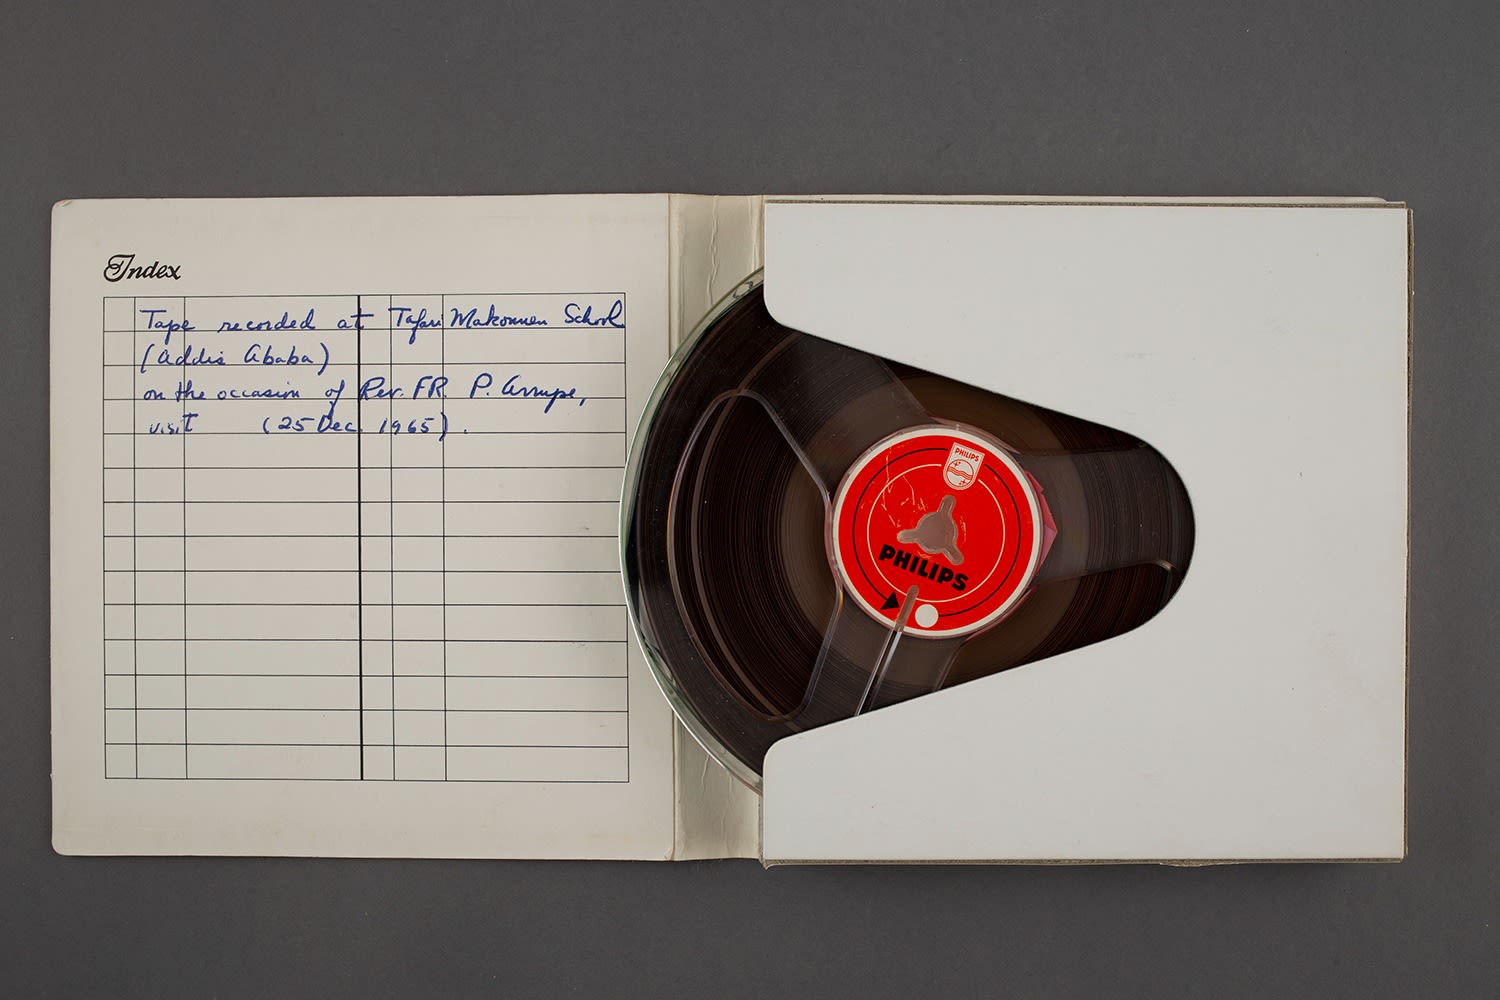 Index
Tape recorded at Tafari Makonnen School
(Addis Ababa)
on the occasion of Rev. FR. P. Arrupe,
visit (25 Dec. 1965).
PHILIPS
PHILIPS